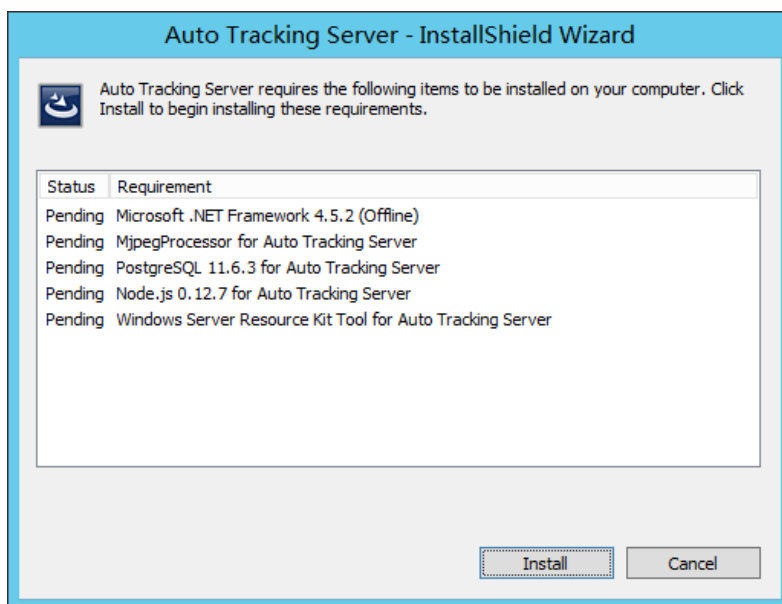 Auto Tracking Server - InstallShield Wizard
Auto Tracking Server requires the following items to be installed on your computer. Click
Install to begin installing these requirements.
Status Requirement
Pending Microsoft .NET Framework 4.5.2 (Offline)
Pending MjpegProcessor for Auto Tracking Server
Pending PostgreSQL 11.6.3 for Auto Tracking Server
Pending Node.js 0.12.7 for Auto Tracking Server
Pending Windows Server Resource Kit Tool for Auto Tracking Server
Install Cancel